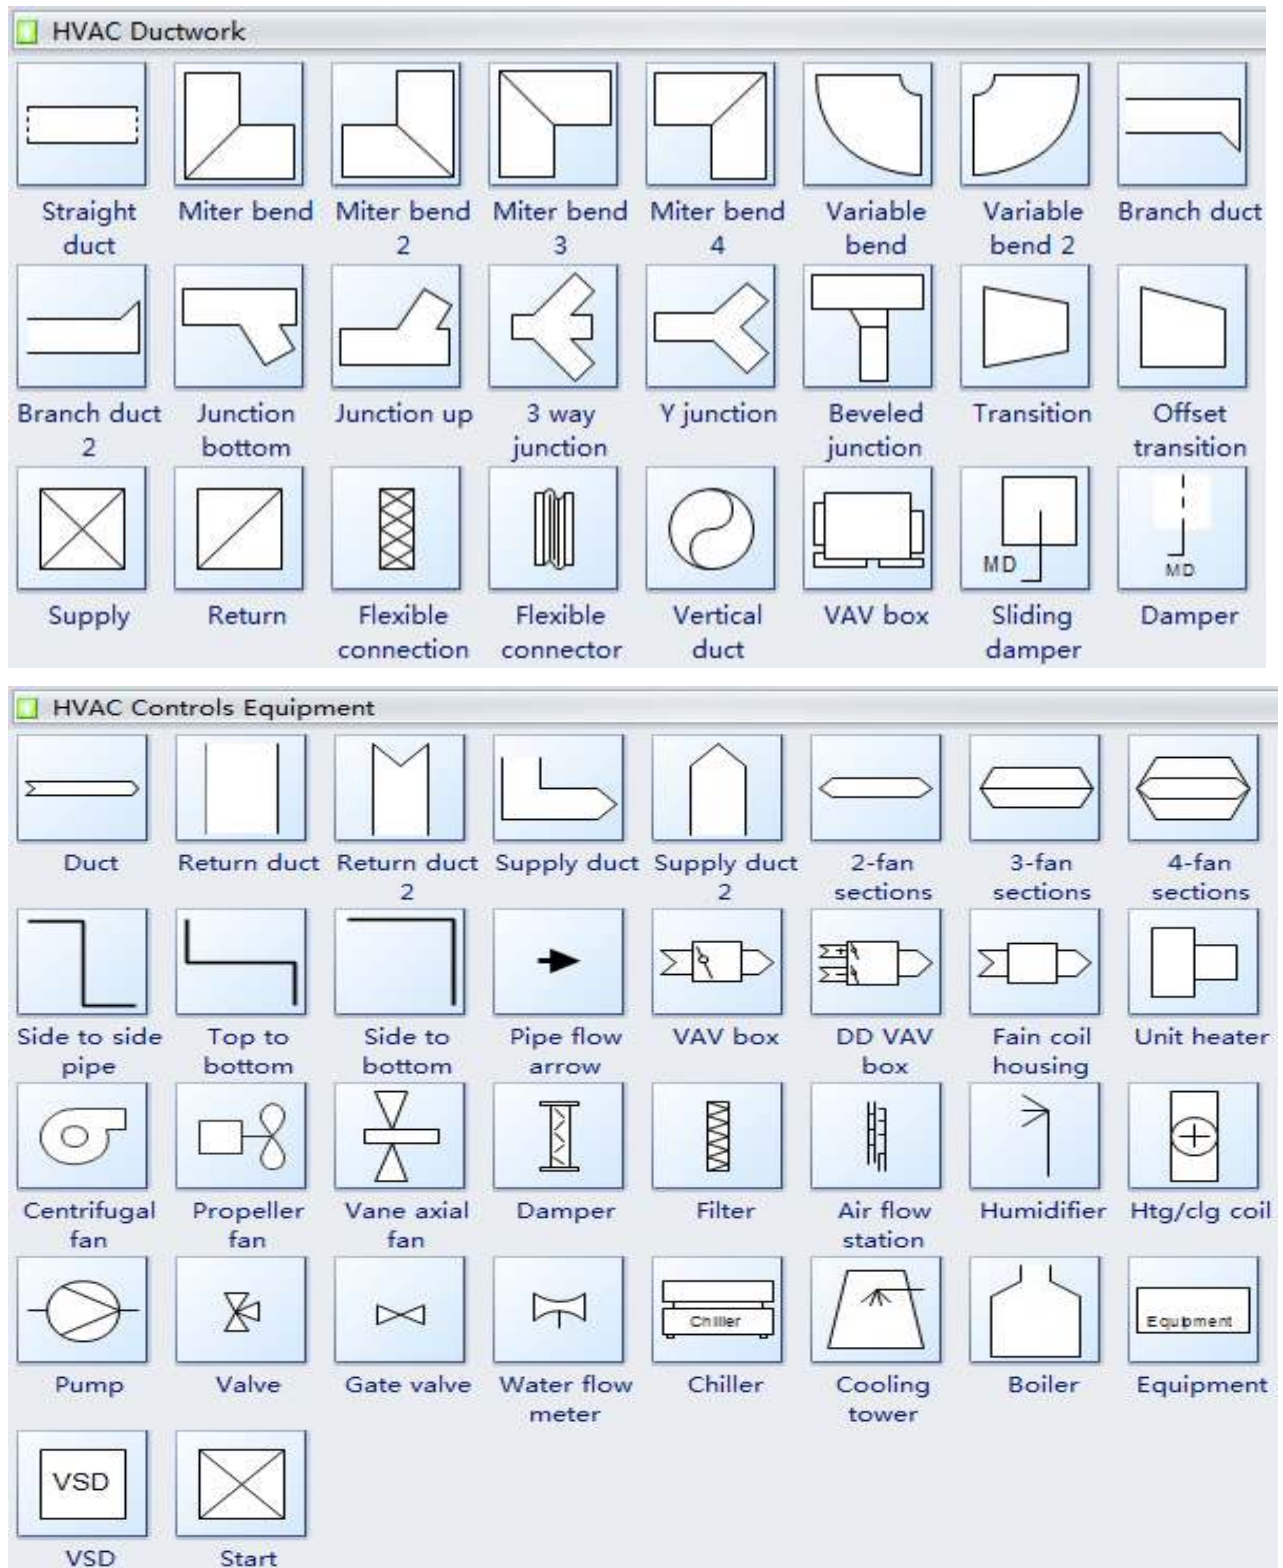 HVAC Ductwork
Straight duct
Miter bend
Miter bend 2
Miter bend 3
Miter bend 4
Variable bend
Variable bend 2
Branch duct
Branch duct 2
Junction bottom
Junction up
3 way junction
Y junction
Beveled junction
Transition
Offset transition
MD
MD
Supply
Return
Flexible connection
Flexible connector
Vertical duct
VAV box
Sliding damper
Damper
HVAC Controls Equipment
Duct
Return duct
Return duct 2
Supply duct
Supply duct 2
2-fan sections
3-fan sections
4-fan sections
Side to side pipe
Top to bottom
Side to bottom
Pipe flow arrow
VAV box
DD VAV box
Fain coil housing
Unit heater
Centrifugal fan
Propeller fan
Vane axial fan
Damper
Filter
Air flow station
Humidifier
Htg/clg coil
Chiller
Equipment
Pump
Valve
Gate valve
Water flow meter
Chiller
Cooling tower
Boiler
Equipment
VSD
VSD
Start